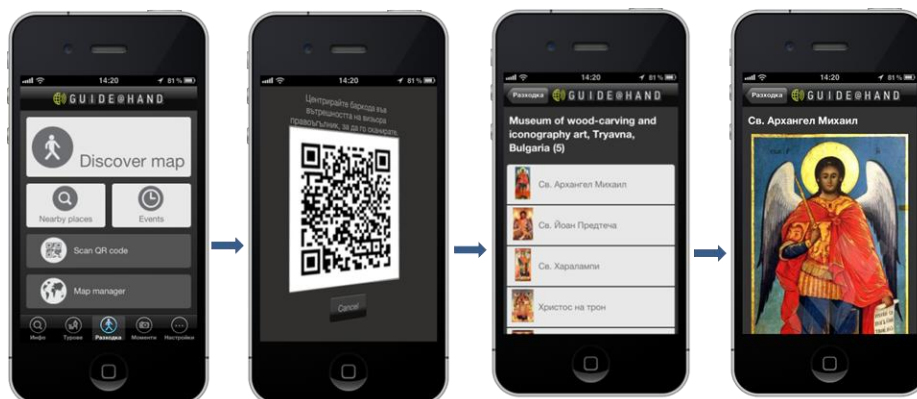 14:20
81 %
GUIDE@HAND
Discover map
Nearby places
Events
Scan QR code
Map manager
Инфо
Турове
Разходка
Моменти
Настройки
14:20
81 %
Центрирайте баркода във
вътрешността на визьора
правоъгълник, за да го сканирате.
Cancel
14:20
81 %
Разходка
GUIDE@HAND
Museum of wood-carving and
iconography art, Tryavna,
Bulgaria (5)
Св. Архангел Михаил
Св. Йоан Предтеча
Св. Харалампи
Христос на трон
14:20
81 %
Разходка
GUIDE@HAND
Св. Архангел Михаил